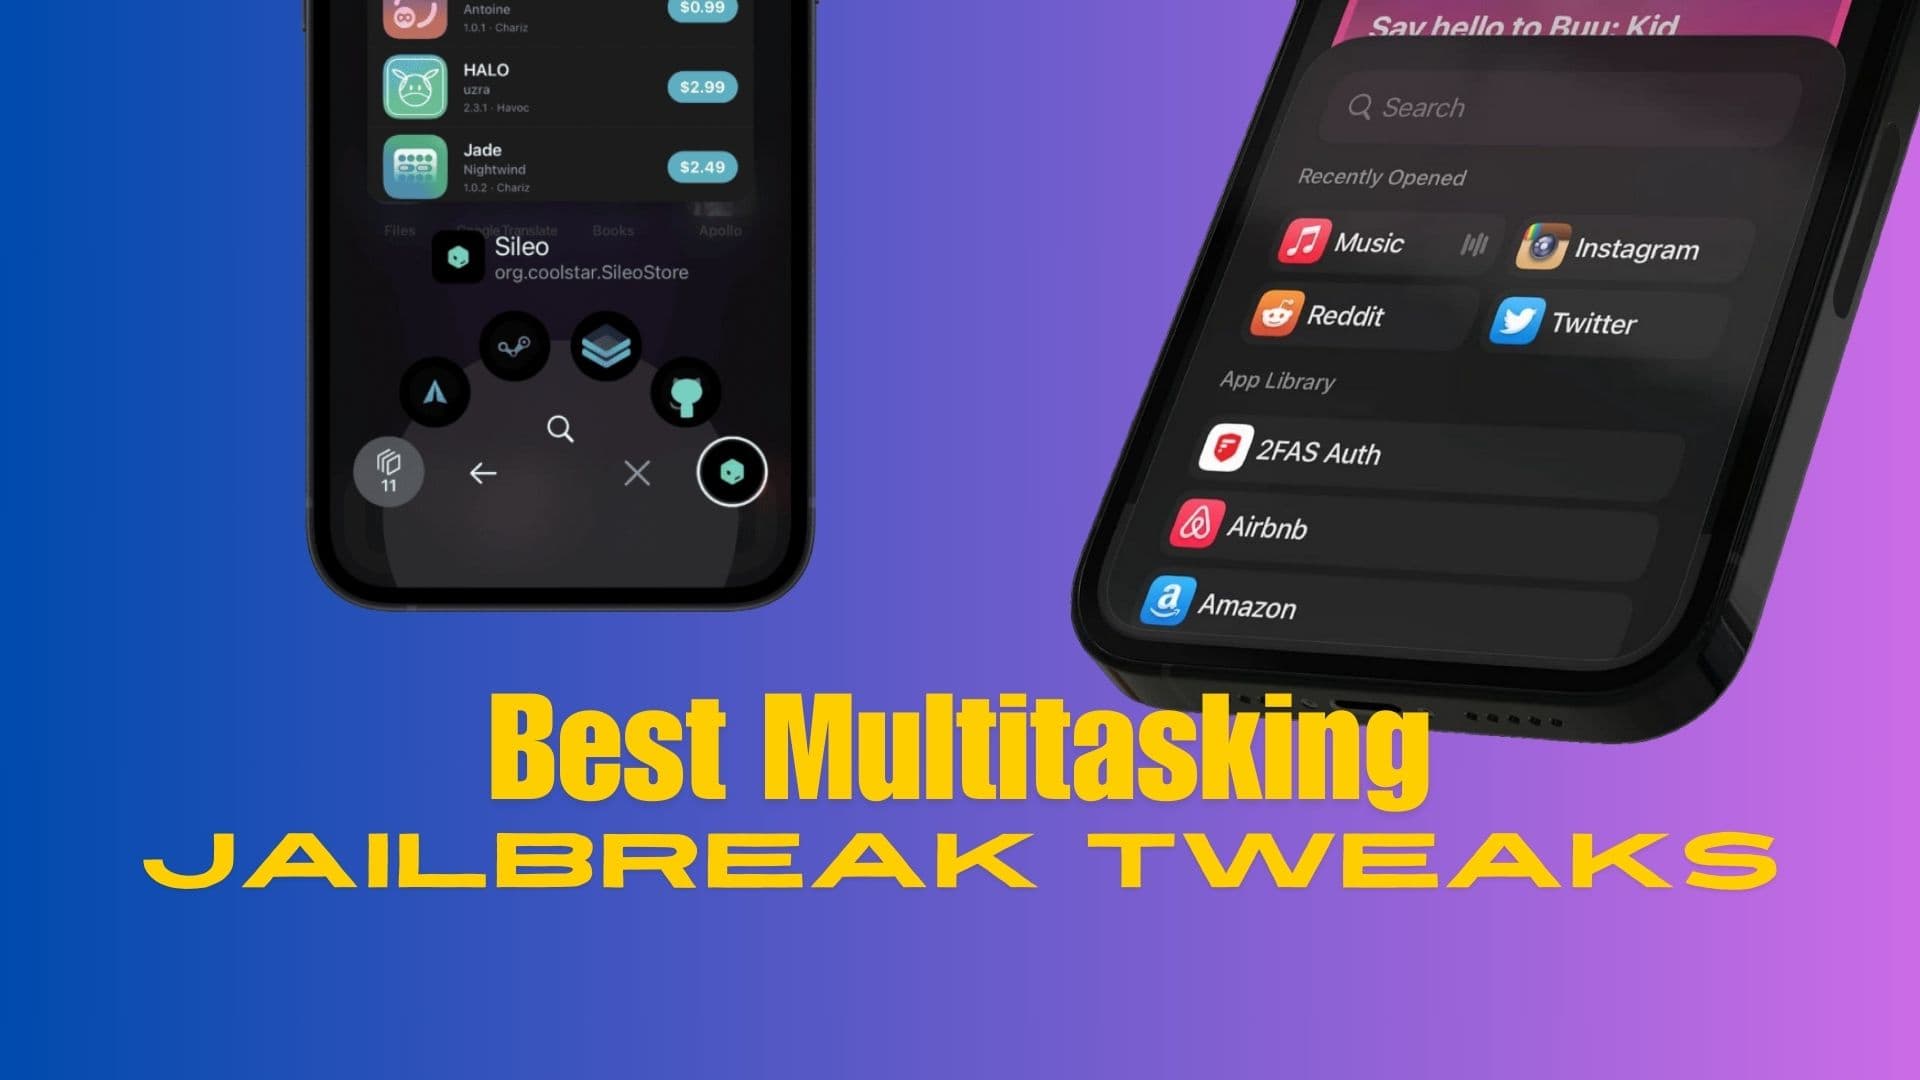 Antoine
$0.99
1.0.1 · Chariz
HALO
uzra
2.3.1 · Havoc
$2.99
Jade
Nightwind
1.0.2 · Chariz
$2.49
Files
Google Translate
Books
Apollo
Sileo
org.coolstar.SileoStore
11
Say hello to Buu: Kid
Search
Recently Opened
Music
Instagram
Reddit
Twitter
App Library
2FAS Auth
Airbnb
Amazon
Best Multitasking
JAILBREAK TWEAKS